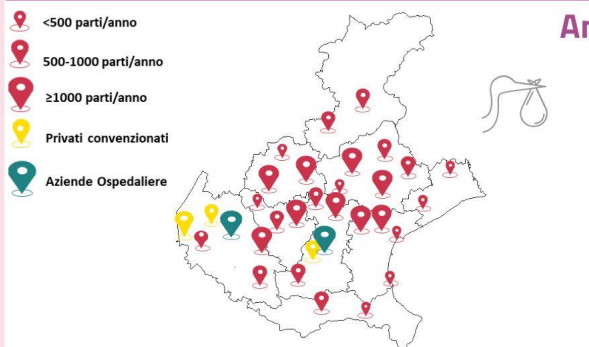 <500 parti/anno
500-1000 parti/anno
≥1000 parti/anno
Privati convenzionati
Aziende Ospedaliere